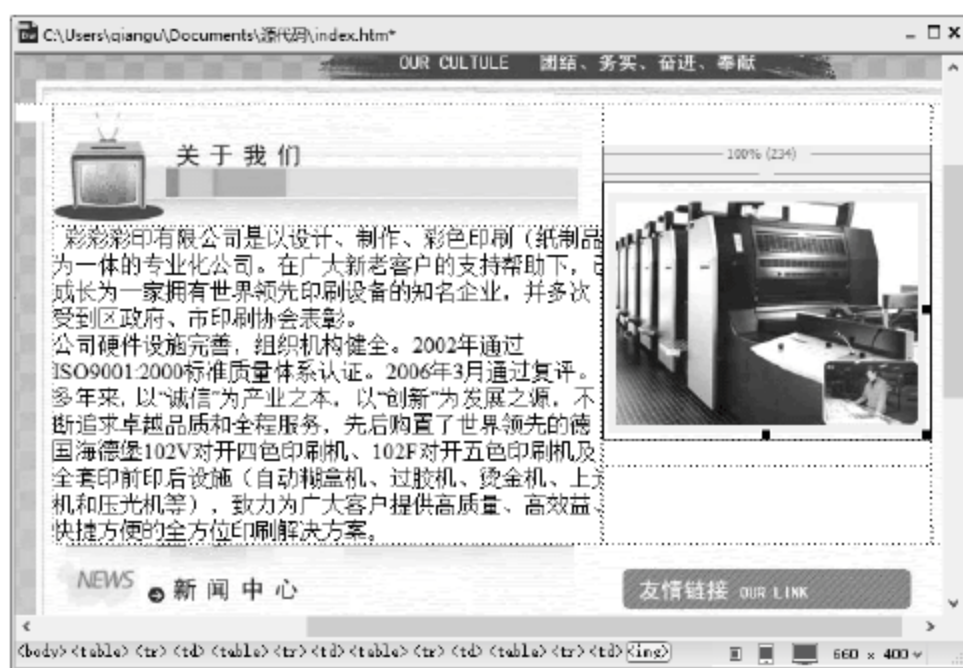 C:\Users\qiangu\Documents\源代码\index.htm*
OUR CULTULE 团结、务实、奋进、奉献
关于我们
100% (234)
彩彩彩印有限公司是以设计、制作、彩色印刷（纸制品
为一体的专业化公司。在广大新老客户的支持帮助下，已
成长为一家拥有世界领先印刷设备的知名企业，并多次
受到区政府、市印刷协会表彰。
公司硬件设施完善，组织机构健全。2002年通过
ISO9001:2000标准质量体系认证。2006年3月通过复评。
多年来，以“诚信”为产业之本，以“创新”为发展之源，不
断追求卓越品质和全程服务，先后购置了世界领先的德
国海德堡102V对开四色印刷机、102F对开五色印刷机及
全套印前印后设施（自动糊盒机、过胶机、烫金机、上光
机和压光机等），致力为广大客户提供高质量、高效益、
快捷方便的全方位印刷解决方案。
NEWS 新闻中心
友情链接 OUR LINK
<body><table><tr><td><table><tr><td><table><tr><td><table><tr><td><img>
660 × 400